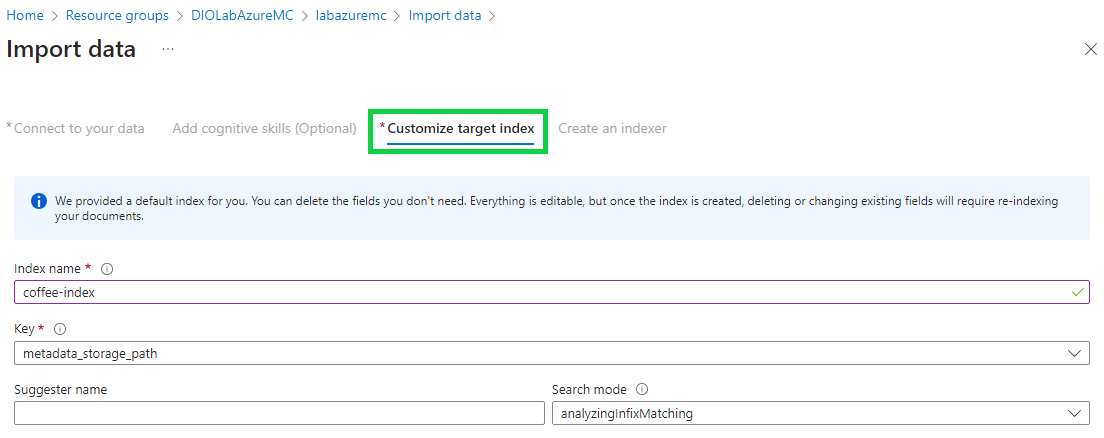 Home > Resource groups > DIOLabAzureMC > labazuremc > Import data >
Import data ...
* Connect to your data Add cognitive skills (Optional) * Customize target index Create an indexer
We provided a default index for you. You can delete the fields you don't need. Everything is editable, but once the index is created, deleting or changing existing fields will require re-indexing
your documents.
Index name *
coffee-index
Key *
metadata_storage_path
Suggester name Search mode
analyzingInfixMatching